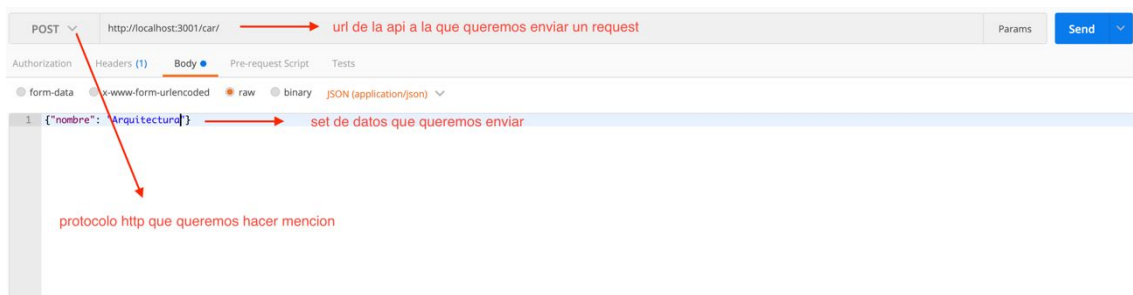 POST http://localhost:3001/car/ url de la api a la que queremos enviar un request Params Send
Authorization Headers (1) Body Pre-request Script Tests
form-data x-www-form-urlencoded raw binary JSON (application/json)
1 {"nombre": "Arquitectura"} set de datos que queremos enviar
protocolo http que queremos hacer mencion